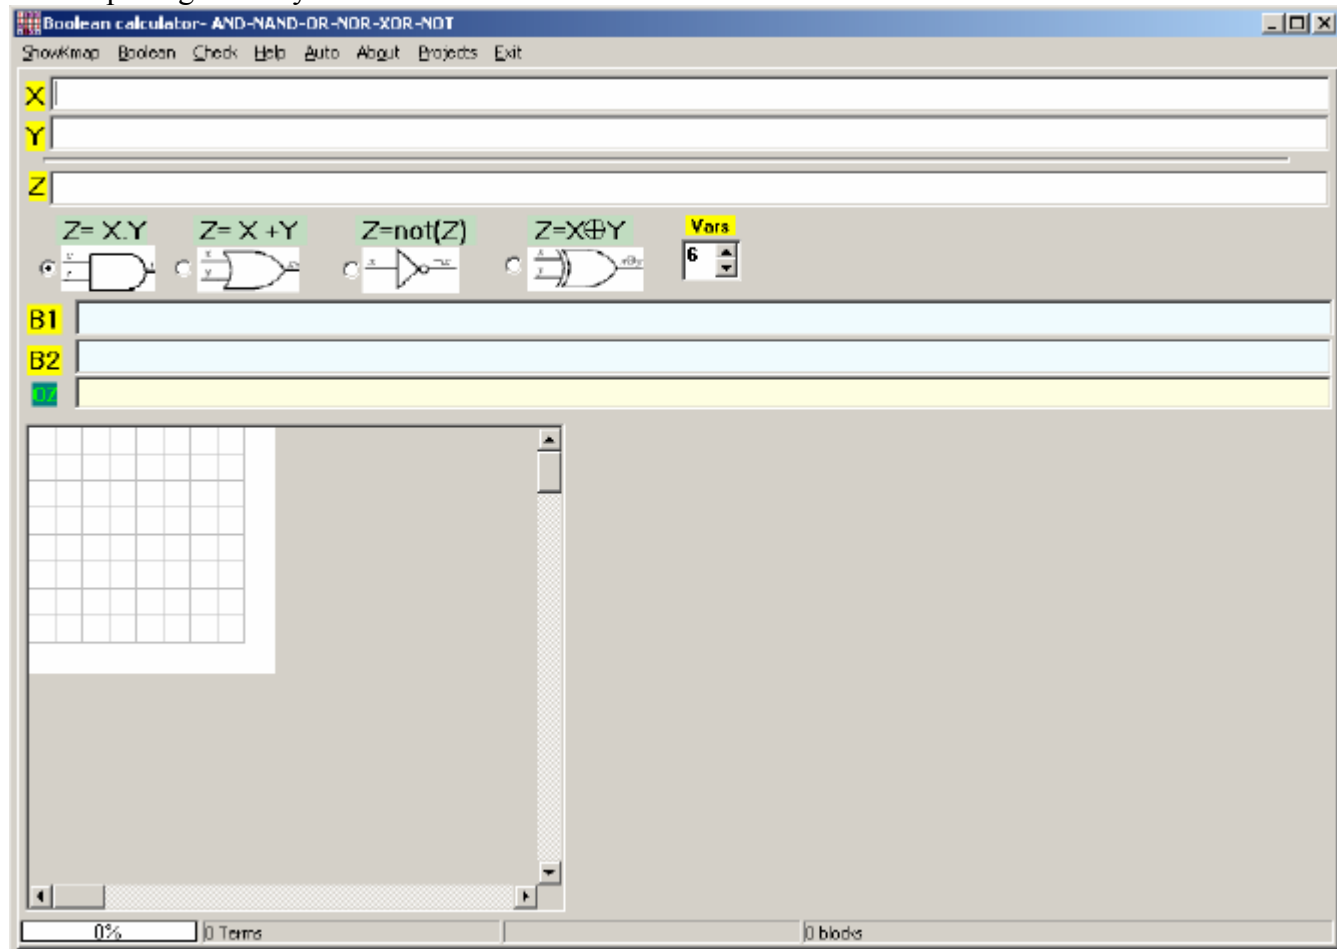 Boolean calculator- AND-NAND-OR-NOR-XOR-NOT
ShowKmap Boolean Check Help Auto About Projects Exit
X
Y
Z
Z= X.Y Z= X +Y Z=not(Z) Z=X⊕Y Vars
6
B1
B2
OZ
0% 0 Terms 0 blocks